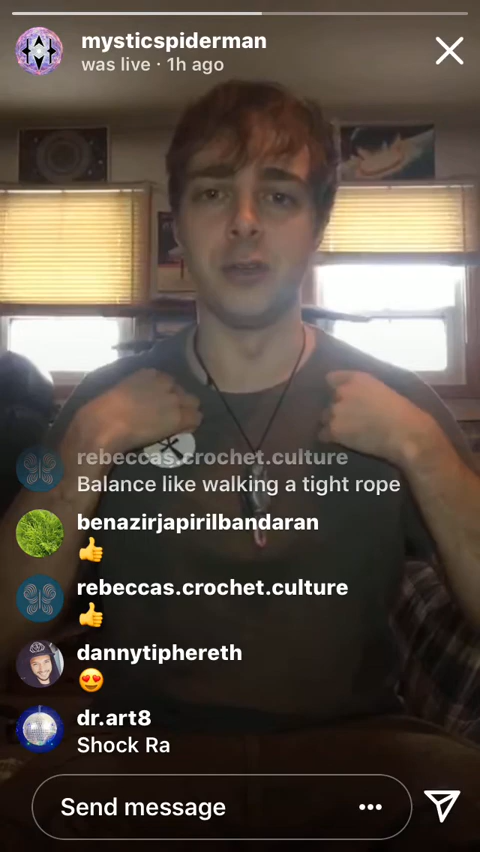 mysticspiderman
was live · 1h ago
rebeccas.crochet.culture
Balance like walking a tight rope
benazirjapirilbandaran
👍
rebeccas.crochet.culture
👍
dannytiphereth
😍
dr.art8
Shock Ra
Send message